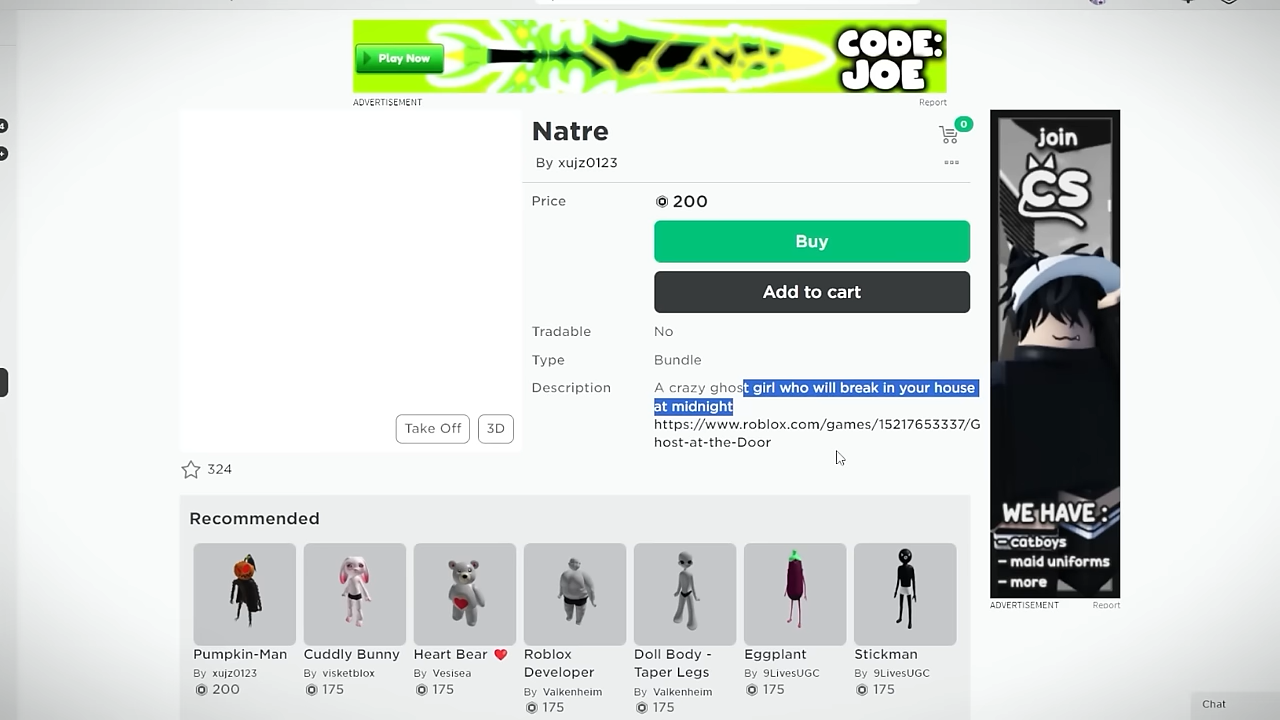 Play Now
CODE:
JOE
ADVERTISEMENT
Report
Natre
0
By xujz0123
Price
200
Buy
Add to cart
Tradable
No
Type
Bundle
Description
A crazy ghost girl who will break in your house
at midnight
https://www.roblox.com/games/15217653337/G
host-at-the-Door
Take Off
3D
324
join
CS
WE HAVE :
- catboys
- maid uniforms
- more
ADVERTISEMENT
Report
Recommended
Pumpkin-Man
By xujz0123
200
Cuddly Bunny
By visketblox
175
Heart Bear ❤️
By Vesisea
175
Roblox
Developer
By Valkenheim
175
Doll Body -
Taper Legs
By Valkenheim
175
Eggplant
By 9LivesUGC
175
Stickman
By 9LivesUGC
175
Chat